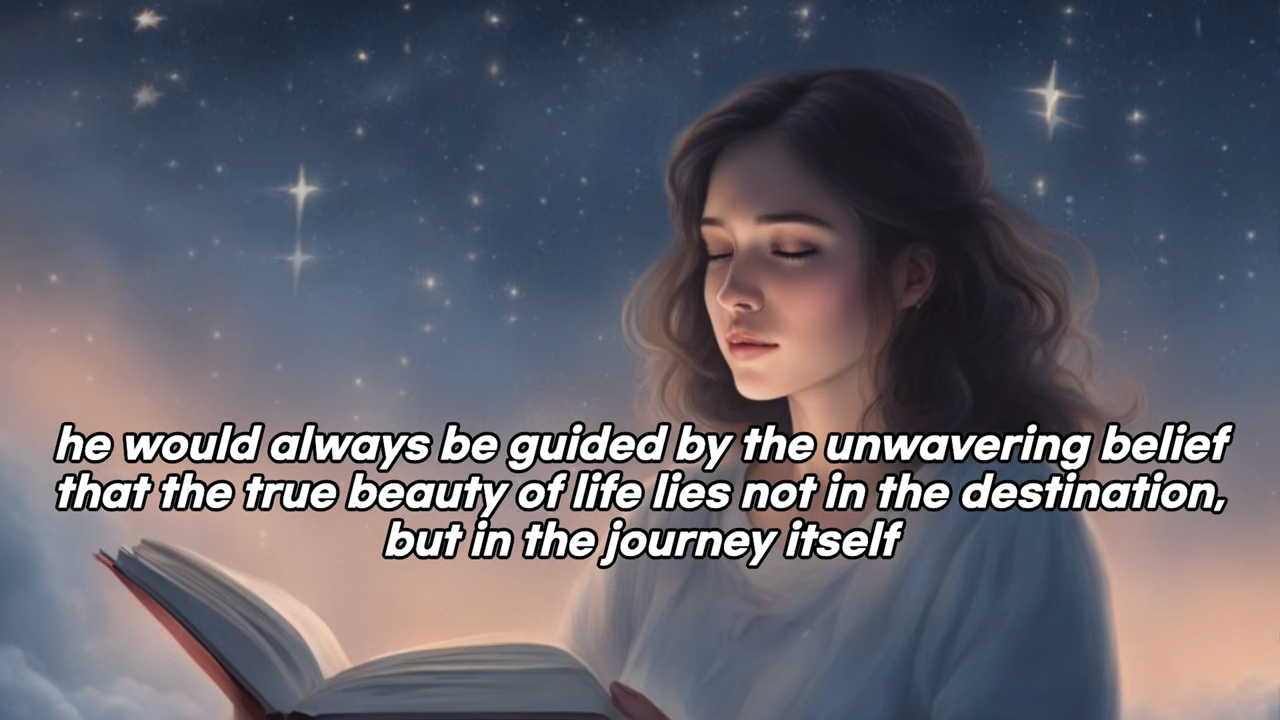 he would always be guided by the unwavering belief
that the true beauty of life lies not in the destination,
but in the journey itself